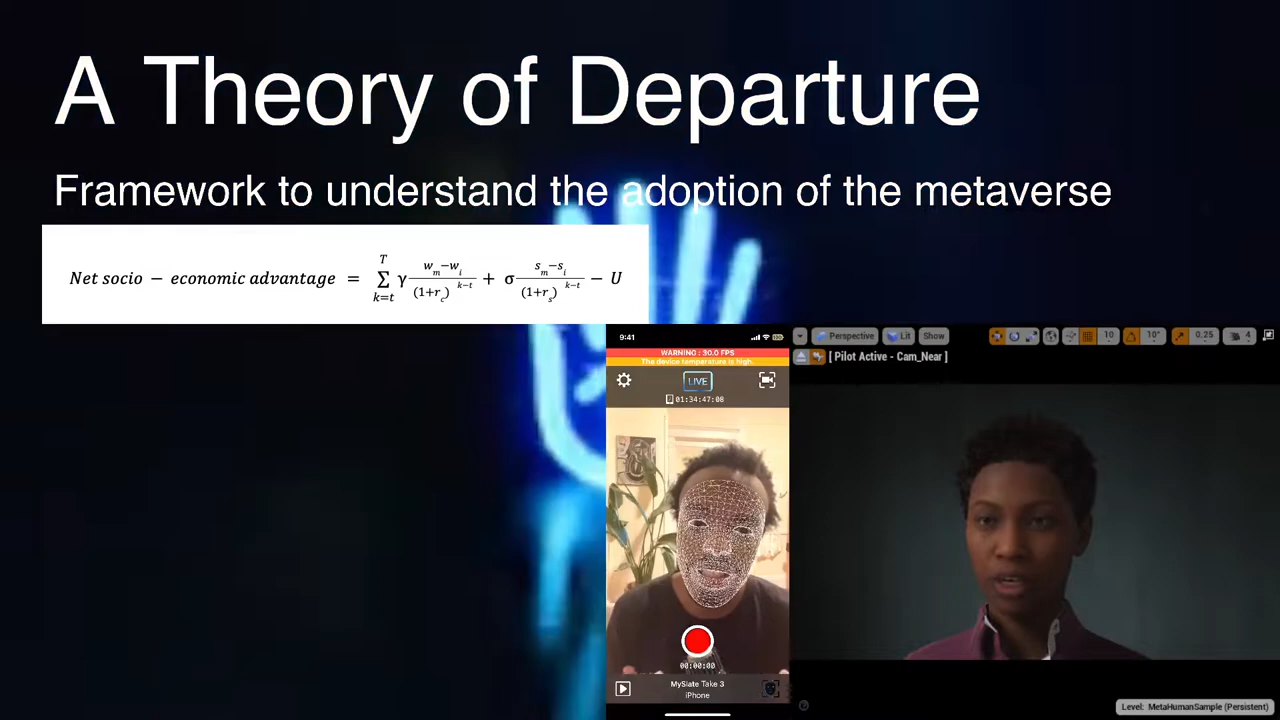 A Theory of Departure
Framework to understand the adoption of the metaverse
Net socio − economic advantage = T ∑ k=t γ (w_m−w_i)/(1+r_c)^(k−t) + σ (s_m−s_i)/(1+r_s)^(k−t) − U
9:41
WARNING : 30.0 FPS
The device temperature is high.
LIVE
01:34:47:08
00:00:00
MySlate Take 3
iPhone
Perspective Lit Show 10 10° 0.25 4
[ Pilot Active - Cam_Near ]
Level: MetaHumanSample (Persistent)